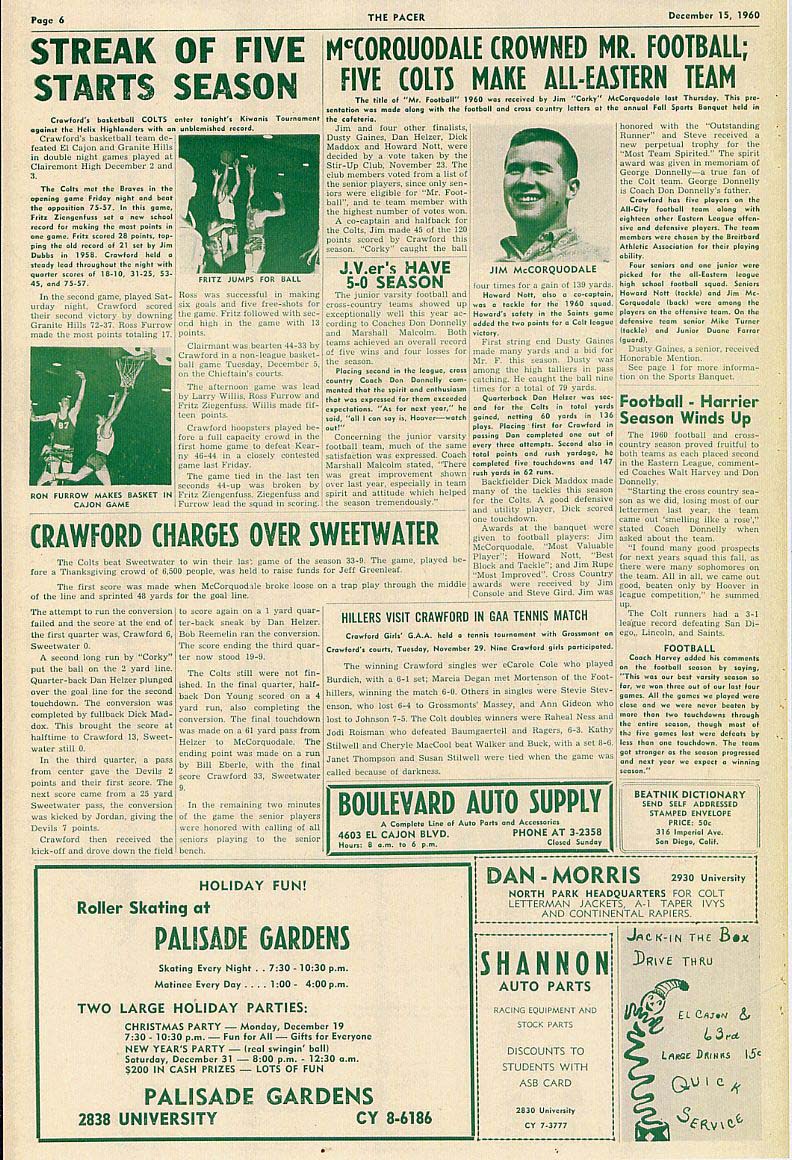 Page 6
THE PACER
December 15, 1960
STREAK OF FIVE
STARTS SEASON
Crawford's basketball COLTS enter tonight's Kiwanis Tournament
against the Helix Highlanders with an unblemished record.
Crawford's basketball team de-
feated El Cajon and Granite Hills
in double night games played at
Clairemont High December 2 and
3.
The Colts met the Braves in the
opening game Friday night and beat
the opposition 75-57. In this game,
Fritz Ziengenfuss set a new school
record for making the most points in
one game. Fritz scored 28 points, top-
ping the old record of 21 set by Jim
Dubbs in 1958. Crawford held a
steady lead throughout the night with
quarter scores of 18-10, 31-25, 53-
45, and 75-57.
In the second game, played Sat-
urday night, Crawford scored
their second victory by downing
Granite Hills 72-37. Ross Furrow
made the most points totaling 17.
87
RON FURROW MAKES BASKET IN
CAJON GAME
FRITZ JUMPS FOR BALL
Ross was successful in making
six goals and five free-shots for
the game. Fritz followed with sec-
ond high in the game with 13
points.
Clairmant was bearten 44-33 by
Crawford in a non-league basket-
ball game Tuesday, December 5,
on the Chieftain's courts.
The afternoon game was lead
by Larry Willis, Ross Furrow and
Fritz Ziegenfuss. Willis made fif-
teen points.
Crawford hoopsters played be-
fore a full capacity crowd in the
first home game to defeat Kear-
ny 46-44 in a closely contested
game last Friday.
The game tied in the last ten
seconds 44-up was broken by
Fritz Ziengenfuss. Ziegenfuss and
Furrow lead the squad in scoring.
McCORQUODALE CROWNED MR. FOOTBALL;
FIVE COLTS MAKE ALL-EASTERN TEAM
The title of "Mr. Football" 1960 was received by Jim "Corky" McCorquodale last Thursday. This pre-
sentation was made along with the football and cross country letters at the annual Fall Sports Banquet held in
the cafeteria.
Jim and four other finalists,
Dusty Gaines, Dan Helzer, Dick
Maddox and Howard Nott, were
decided by a vote taken by the
Stir-Up Club, November 23. The
club members voted from a list of
the senior players, since only sen-
iors were eligible for "Mr. Foot-
ball", and te team member with
the highest number of votes won.
A co-captain and halfback for
the Colts, Jim made 45 of the 120
points scored by Crawford this
season. "Corky" caught the ball
J.V.er's HAVE
5-0 SEASON
The junior varsity football and
cross-country teams showed up
exceptionally well this year ac-
cording to Coaches Don Donnelly
and Marshall Malcolm. Both
teams achieved an overall record
of five wins and four losses for
the season.
Placing second in the league, cross
country Coach Don Donnelly com-
mented that the spirit and enthusiasm
that was expressed for them exceeded
expectations. "As for next year," he
said, "all I can say is, Hoover—watch
out!"
Concerning the junior varsity
football team, much of the same
satisfaction was expressed. Coach
Marshall Malcolm stated, "There
was great improvement shown
over last year, especially in team
spirit and attitude which helped
the season tremendously."
JIM McCORQUODALE
four times for a gain of 139 yards.
Howard Nott, also a co-captain,
was a tackle for the 1960 squad.
Howard's safety in the Saints game
added the two points for a Colt league
victory.
First string end Dusty Gaines
made many yards and a bid for
Mr. F. this season. Dusty was
among the high talliers in pass
catching. He caught the ball nine
times for a total of 79 yards.
Quarterback Dan Helzer was sec-
ond for the Colts in total yards
gained, netting 60 yards in 136
plays. Placing first for Crawford in
passing Dan completed one out of
every three attempts. Second also in
total points and rush yardage, he
completed five touchdowns and 147
rush yards in 62 runs.
Backfielder Dick Maddox made
many of the tackles this season
for the Colts. A good defensive
and utility player, Dick scored
one touchdown.
Awards at the banquet were
given to football players: Jim
McCorquodale, "Most Valuable
Player"; Howard Nott, "Best
Block and Tackle"; and Jim Rupe
"Most Improved". Cross Country
awards were received by Jim
Console and Steve Gird. Jim was
honored with the "Outstanding
Runner" and Steve received a
new perpetual trophy for the
"Most Team Spirited." The spirit
award was given in memoriam of
George Donnelly—a true fan of
the Colt team. George Donnelly
is Coach Don Donnelly's father.
Crawford has five players on the
All-City football team along with
eighteen other Eastern League offen-
sive and defensive players. The team
members were chosen by the Breitbard
Athletic Association for their playing
ability.
Four seniors and one junior were
picked for the all-Eastern league
high school football squad. Seniors
Howard Nott (tackle) and Jim Mc-
Corquodale (back) were among the
players on the offensive team. On the
defensive team senior Mike Turner
(tackle) and Junior Duane Farrar
(guard).
Dusty Gaines, a senior, received
Honorable Mention.
See page 1 for more informa-
tion on the Sports Banquet.
Football - Harrier
Season Winds Up
The 1960 football and cross-
country season proved fruitful to
both teams as each placed second
in the Eastern League, comment-
ed Coaches Walt Harvey and Don
Donnelly.
"Starting the cross country sea-
son as we did, losing most of our
lettermen last year, the team
came out 'smelling like a rose',"
stated Coach Donnelly when
asked about the team.
"I found many good prospects
for next years squad this fall, as
there were many sophomores on
the team. All in all, we came out
good, beaten only by Hoover in
league competition," he summed
up.
The Colt runners had a 3-1
league record defeating San Di-
ego,, Lincoln, and Saints.
FOOTBALL
Coach Harvey added his comments
on the football season by saying,
"This was our best varsity season so
far, we won three out of our last four
games. All the games we played were
close and we were never beaten by
more than two touchdowns through
the entire season, though most of
the five games lost were defeats by
less than one touchdown. The team
got stronger as the season progressed
and next year we expect a winning
season."
CRAWFORD CHARGES OVER SWEETWATER
The Colts beat Sweetwater to win their last game of the season 33-9. The game, played be-
fore a Thanksgiving crowd of 6,500 people, was held to raise funds for Jeff Greenleaf.
The first score was made when McCorquodale broke loose on a trap play through the middle
of the line and sprinted 48 yards for the goal line.
The attempt to run the conversion
failed and the score at the end of
the first quarter was, Crawford 6,
Sweetwater 0.
A second long run by "Corky"
put the ball on the 2 yard line.
Quarter-back Dan Helzer plunged
over the goal line for the second
touchdown. The conversion was
completed by fullback Dick Mad-
dox. This brought the score at
halftime to Crawford 13, Sweet-
water still 0.
In the third quarter, a pass
from center gave the Devils 2
points and their first score. The
next score came from a 25 yard
Sweetwater pass, the conversion
was kicked by Jordan, giving the
Devils 7 points.
Crawford then received the
kick-off and drove down the field
to score again on a 1 yard quar-
ter-back sneak by Dan Helzer.
Bob Reemelin ran the conversion.
The score ending the third quar-
ter now stood 19-9.
The Colts still were not fin-
ished. In the final quarter, half-
back Don Young scored on a 4
yard run, also completing the
conversion. The final touchdown
was made on a 61 yard pass from
Helzer to McCorquodale. The
ending point was made on a run
by Bill Eberle, with the final
score Crawford 33, Sweetwater
9.
In the remaining two minutes
of the game the senior players
were honored with calling of all
seniors playing to the senior
bench.
HILLERS VISIT CRAWFORD IN GAA TENNIS MATCH
Crawford Girls' G.A.A. held a tennis tournament with Grossmont on
Crawford's courts, Tuesday, November 29. Nine Crawford girls participated.
The winning Crawford singles wer eCarole Cole who played
Burdich, with a 6-1 set; Marcia Degan met Mortenson of the Foot-
hillers, winning the match 6-0. Others in singles were Stevie Stev-
enson, who lost 6-4 to Grossmonts' Massey, and Ann Gideon who
lost to Johnson 7-5. The Colt doubles winners were Raheal Ness and
Jodi Roisman who defeated Baumgaertell and Ragers, 6-3. Kathy
Stilwell and Cheryle MacCool beat Walker and Buck, with a set 8-6.
Janet Thompson and Susan Stilwell were tied when the game was
called because of darkness.
BOULEVARD AUTO SUPPLY
A Complete Line of Auto Parts and Accessories
4603 EL CAJON BLVD. PHONE AT 3-2358
Hours: 8 a.m. to 6 p.m. Closed Sunday
BEATNIK DICTIONARY
SEND SELF ADDRESSED
STAMPED ENVELOPE
PRICE: 50c
316 Imperial Ave.
San Diego, Calif.
HOLIDAY FUN!
Roller Skating at
PALISADE GARDENS
Skating Every Night . . 7:30 - 10:30 p.m.
Matinee Every Day . . . . 1:00 - 4:00 p.m.
TWO LARGE HOLIDAY PARTIES:
CHRISTMAS PARTY — Monday, December 19
7:30 - 10:30 p.m. — Fun for All — Gifts for Everyone
NEW YEAR'S PARTY — (real swingin' ball)
Saturday, December 31 — 8:00 p.m. - 12:30 a.m.
$200 IN CASH PRIZES — LOTS OF FUN
PALISADE GARDENS
2838 UNIVERSITY CY 8-6186
DAN - MORRIS 2930 University
NORTH PARK HEADQUARTERS FOR COLT
LETTERMAN JACKETS, A-1 TAPER IVYS
AND CONTINENTAL RAPIERS.
SHANNON
AUTO PARTS
RACING EQUIPMENT AND
STOCK PARTS
DISCOUNTS TO
STUDENTS WITH
ASB CARD
2830 University
CY 7-3777
JACK-IN THE BOX
DRIVE THRU
EL CAJON &
63rd
LARGE DRINKS 15c
QUICK
SERVICE